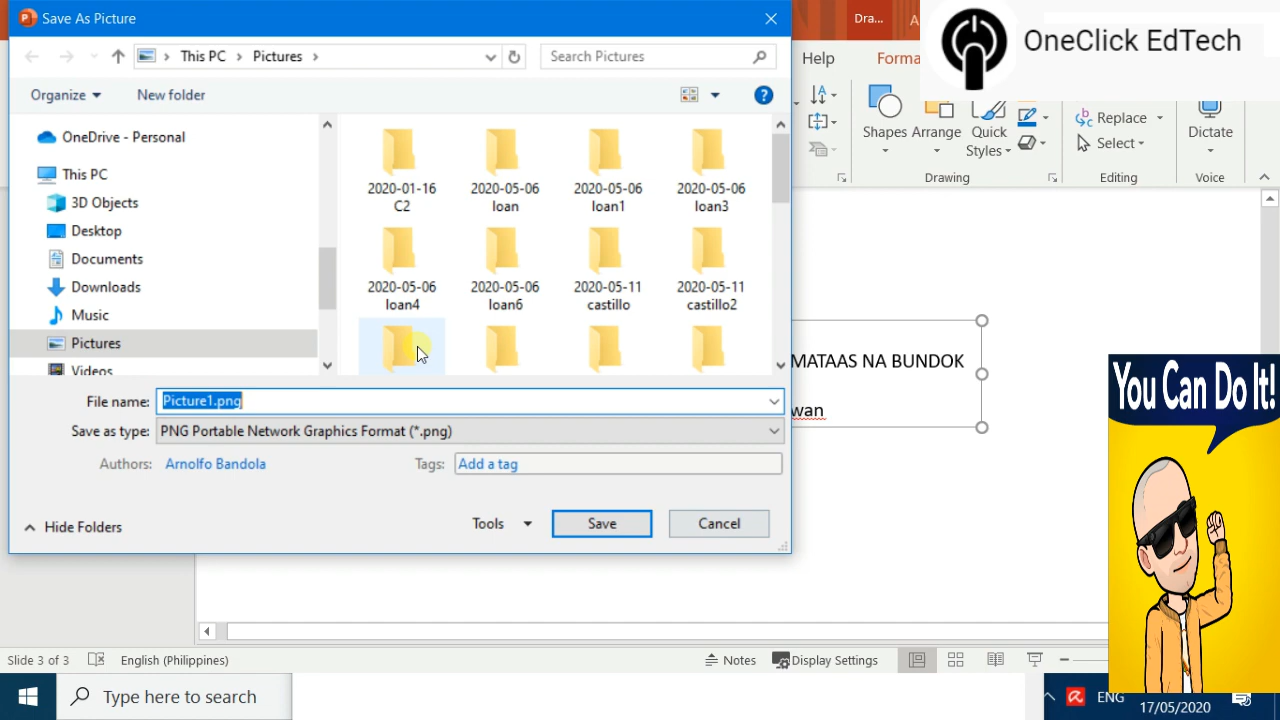 Save As Picture
Dra...
OneClick EdTech
This PC
Pictures
Search Pictures
Help
Forma
Organize
New folder
OneDrive - Personal
This PC
3D Objects
Desktop
Documents
Downloads
Music
Pictures
Videos
2020-01-16
C2
2020-05-06
loan
2020-05-06
loan1
2020-05-06
loan3
2020-05-06
loan4
2020-05-06
loan6
2020-05-11
castillo
2020-05-11
castillo2
Shapes
Arrange
Quick
Styles
Drawing
Replace
Select
Editing
Dictate
Voice
MATAAS NA BUNDOK
wan
You Can Do It!
File name:
Picture1.png
Save as type:
PNG Portable Network Graphics Format (*.png)
Authors:
Arnolfo Bandola
Tags:
Add a tag
Hide Folders
Tools
Save
Cancel
Slide 3 of 3
English (Philippines)
Notes
Display Settings
Type here to search
ENG
17/05/2020